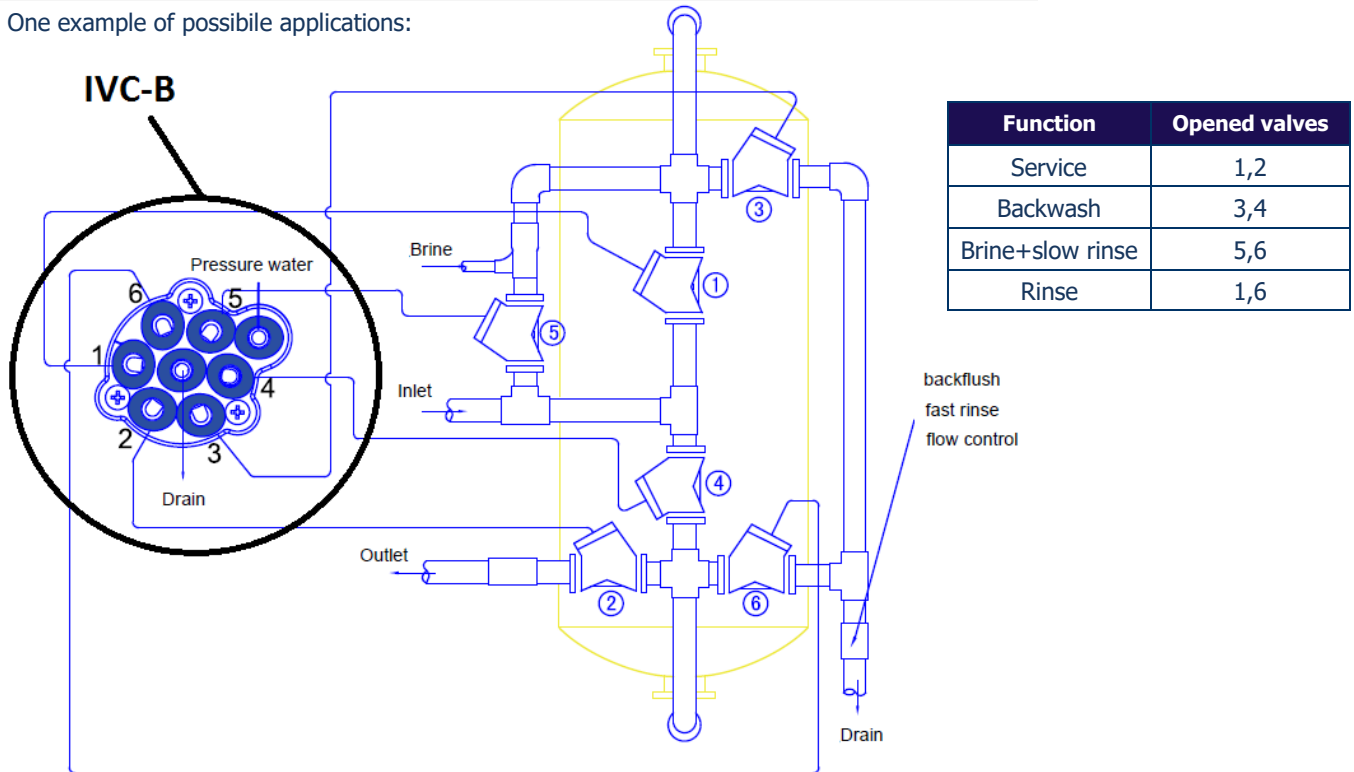 One example of possibile applications:
IVC-B
Function Opened valves
Service 1,2
Backwash 3,4
Brine+slow rinse 5,6
Rinse 1,6
③
Brine
Pressure water
①
6
5
⑤
1
4
Inlet
backflush
fast rinse
flow control
2
3
④
Drain
Outlet
②
⑥
Drain